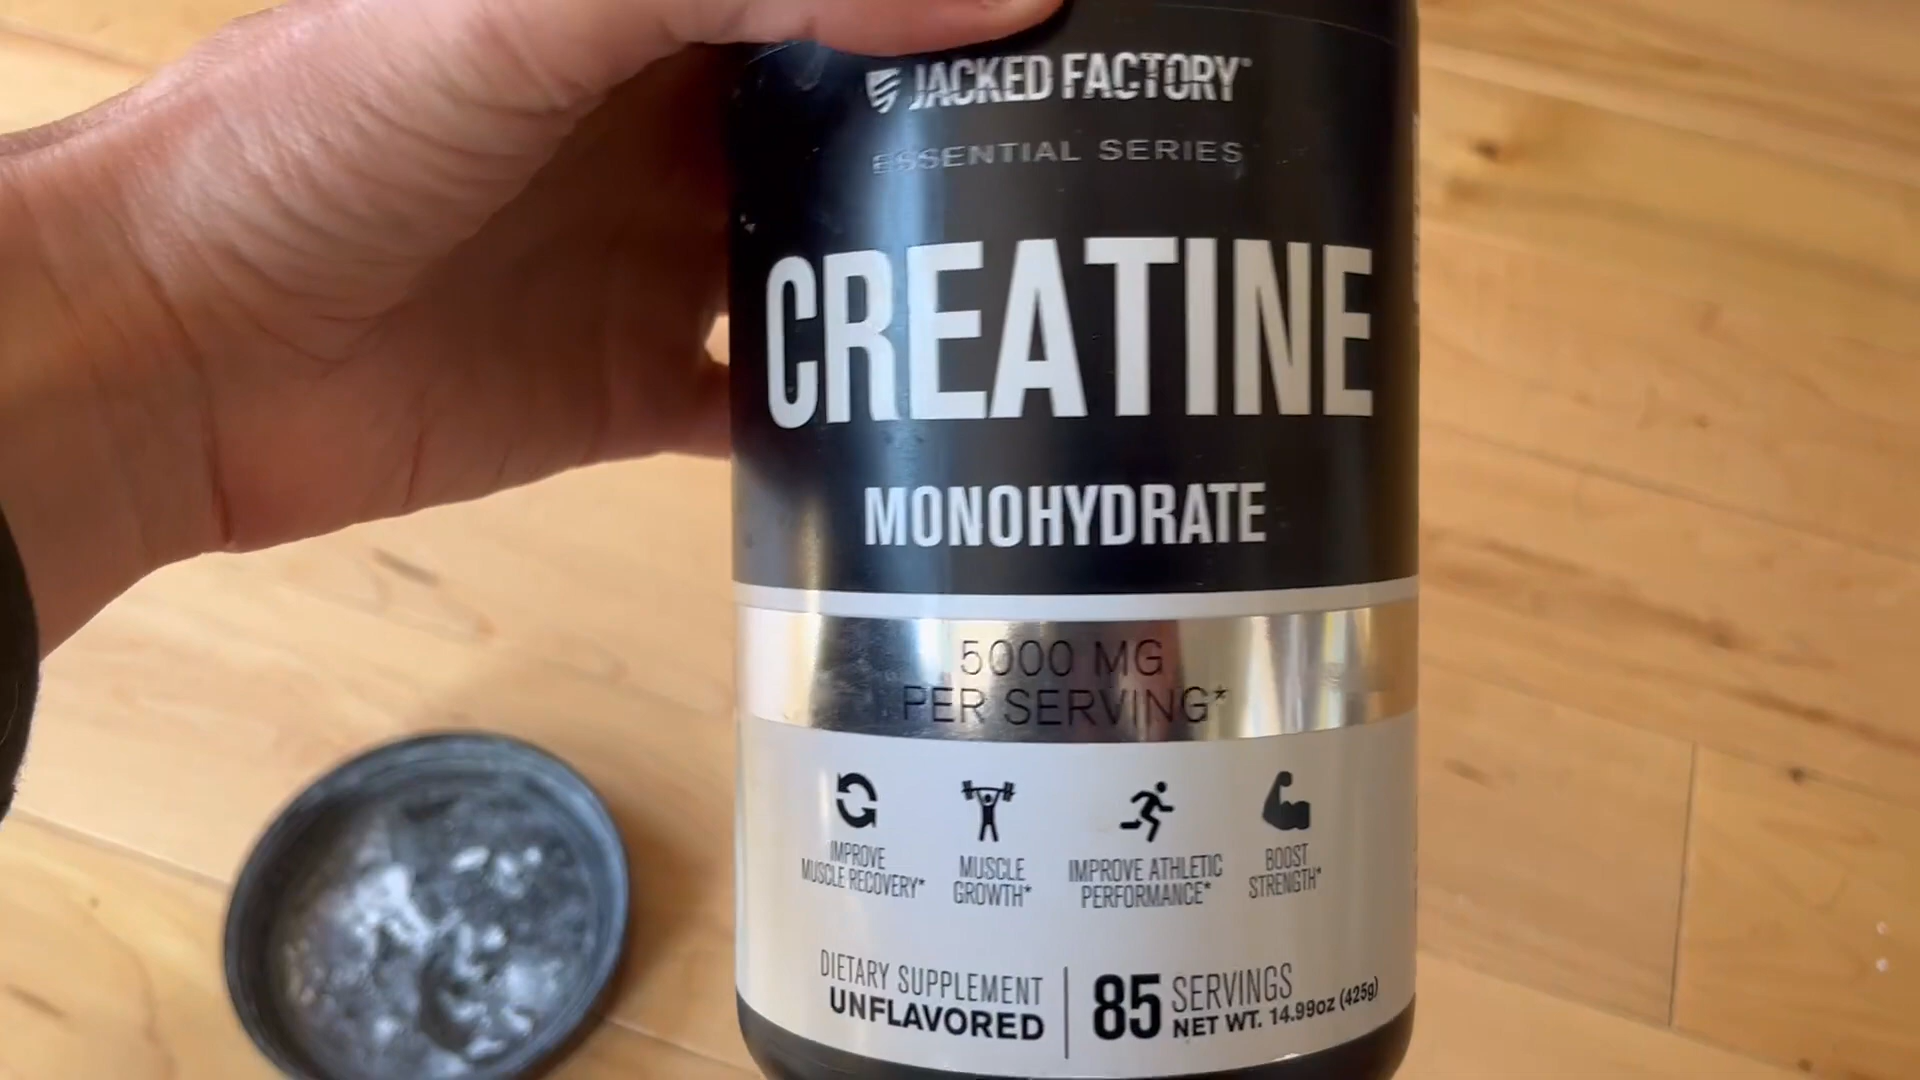 JACKED FACTORY
ESSENTIAL SERIES
CREATINE
MONOHYDRATE
5000 MG
PER SERVING*
IMPROVE
MUSCLE RECOVERY*
MUSCLE
GROWTH*
IMPROVE ATHLETIC
PERFORMANCE*
BOOST
STRENGTH*
DIETARY SUPPLEMENT
UNFLAVORED
85 SERVINGS
NET WT. 14.99oz (425g)